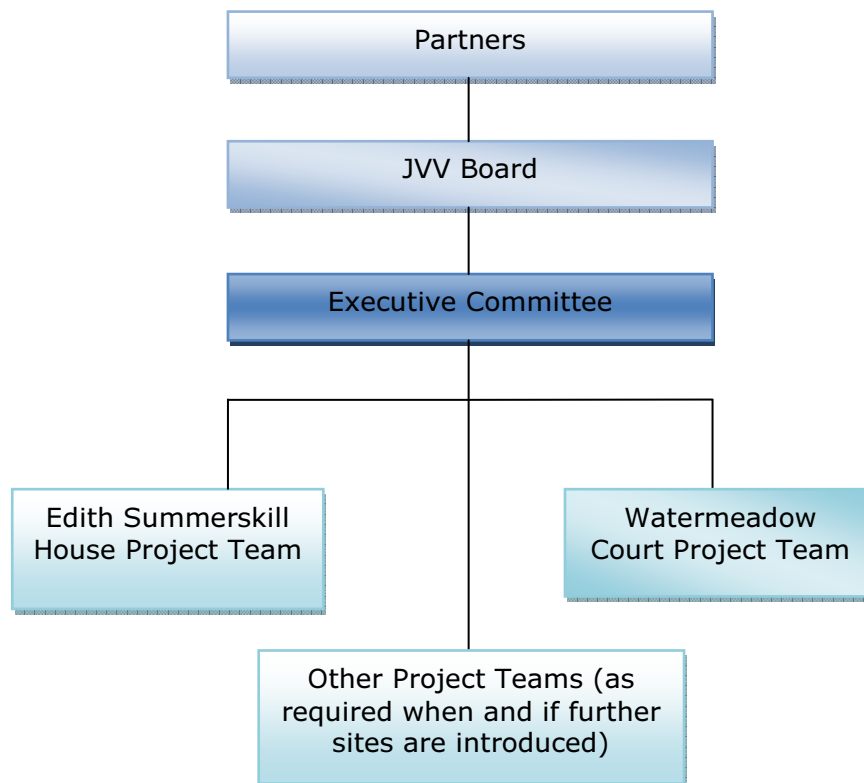 Partners
JVV Board
Executive Committee
Edith Summerskill
House Project Team
Watermeadow
Court Project Team
Other Project Teams (as
required when and if further
sites are introduced)